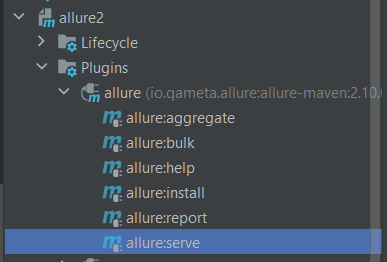 allure2
Lifecycle
Plugins
allure (io.qameta.allure:allure-maven:2.10.
allure:aggregate
allure:bulk
allure:help
allure:install
allure:report
allure:serve